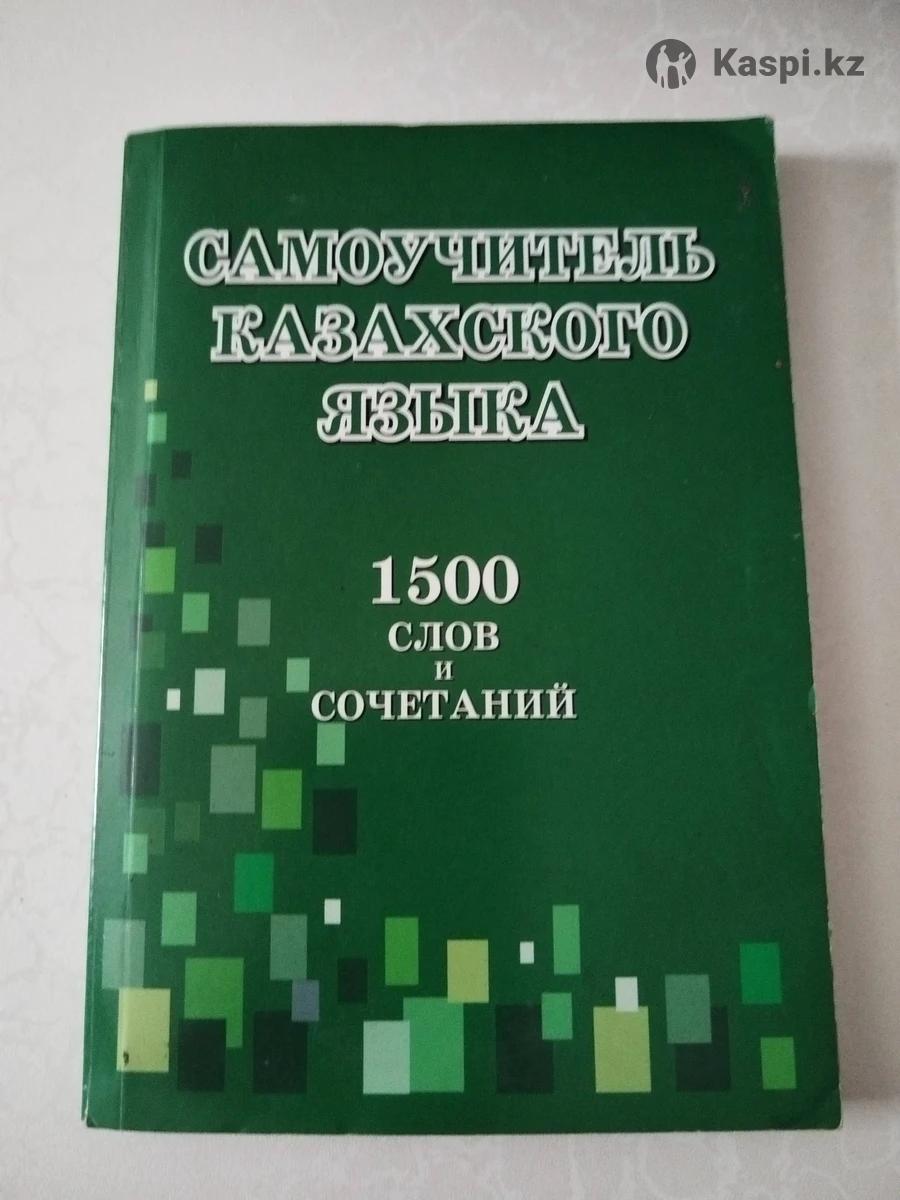 Kaspi.kz
САМОУЧИТЕЛЬ
КАЗАХСКОГО
ЯЗЫКА
1500
СЛОВ
И
СОЧЕТАНИЙ